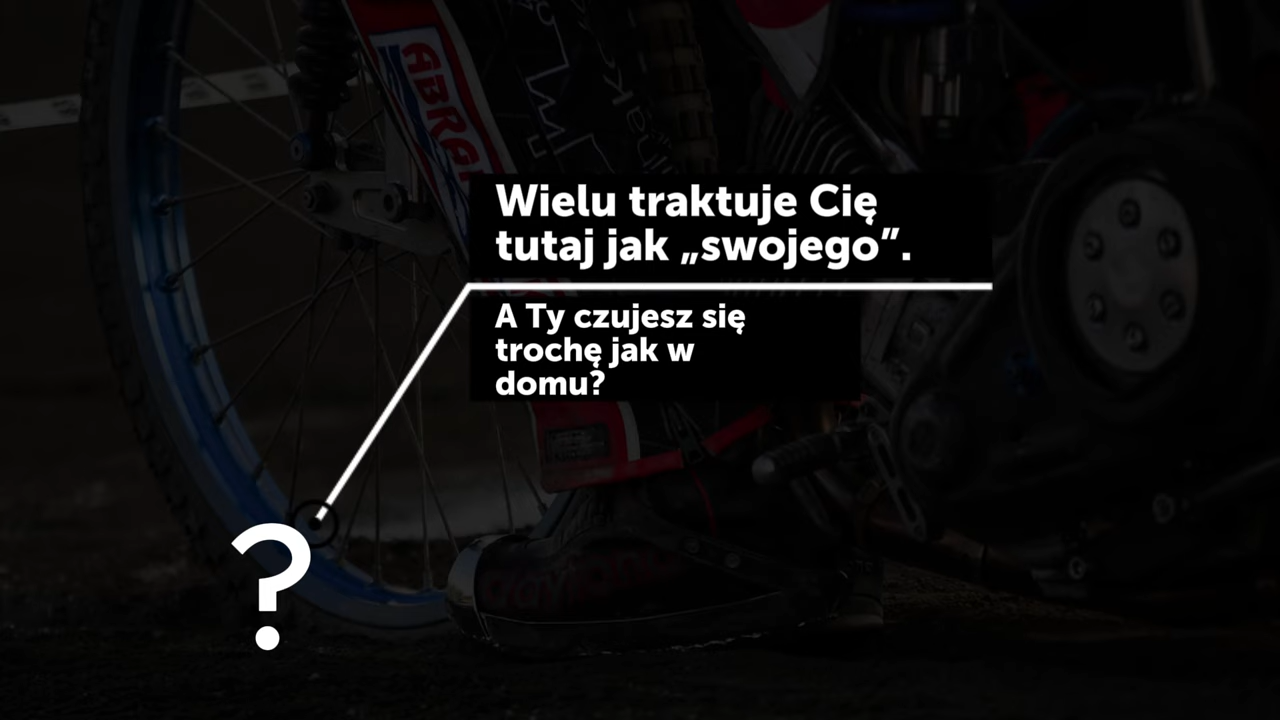 Wielu traktuje Cię
tutaj jak „swojego”.
A Ty czujesz się
trochę jak w
domu?
?